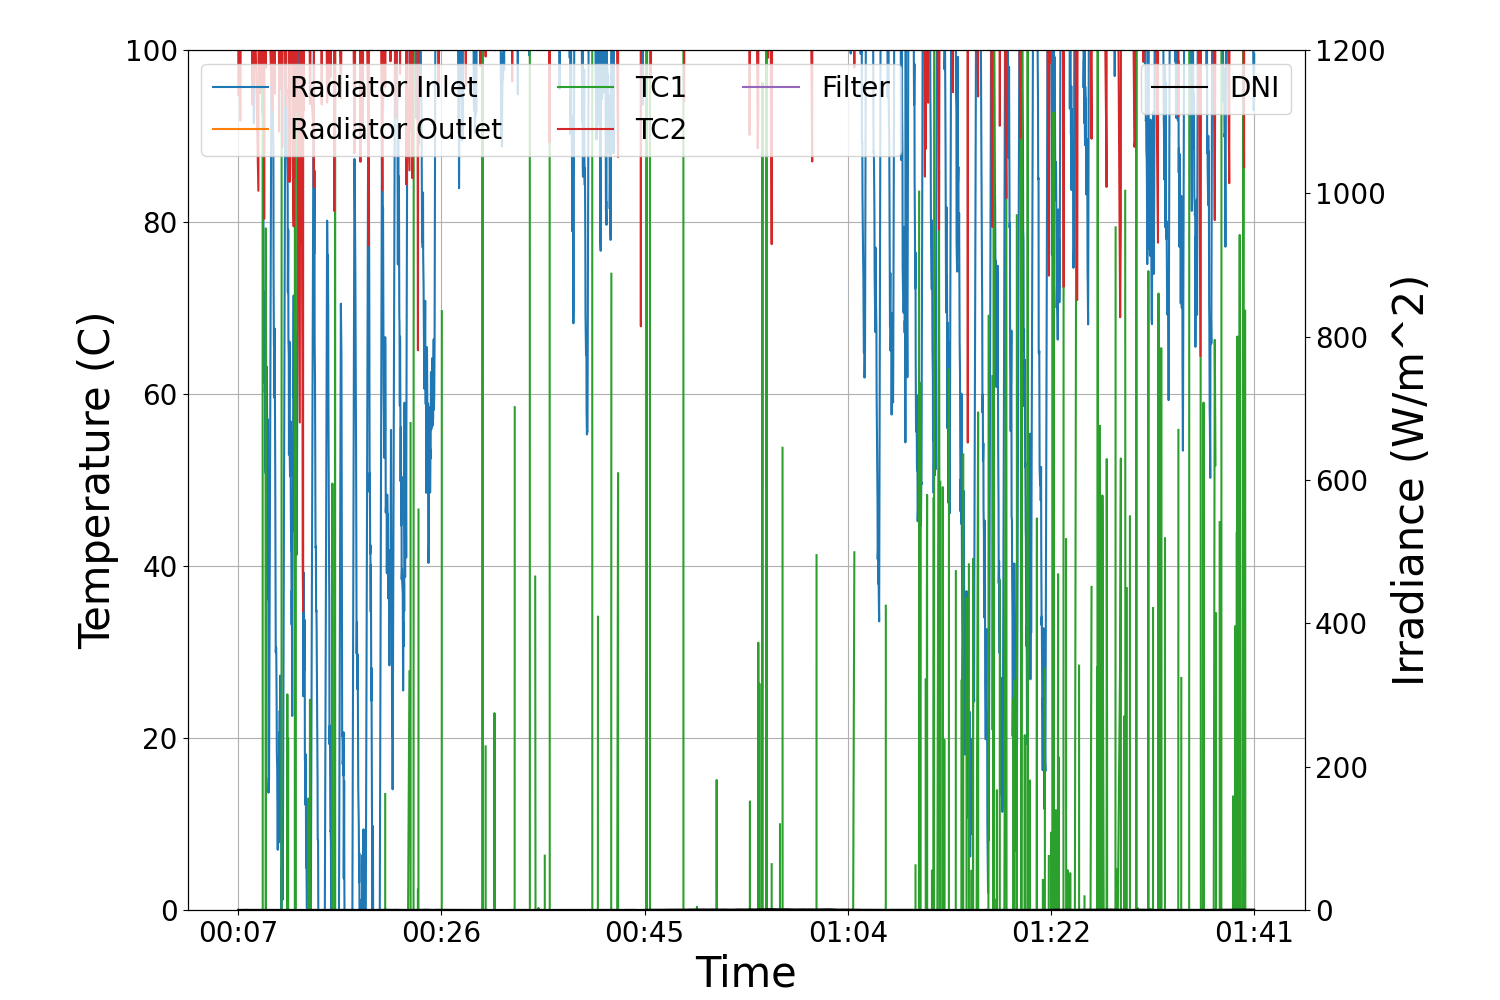 100
80
60
40
20
0
Temperature (C)
Radiator Inlet
Radiator Outlet
TC1
TC2
Filter
DNI
1200
1000
800
600
400
200
0
Irradiance (W/m^2)
00:07
00:26
00:45
01:04
01:22
01:41
Time